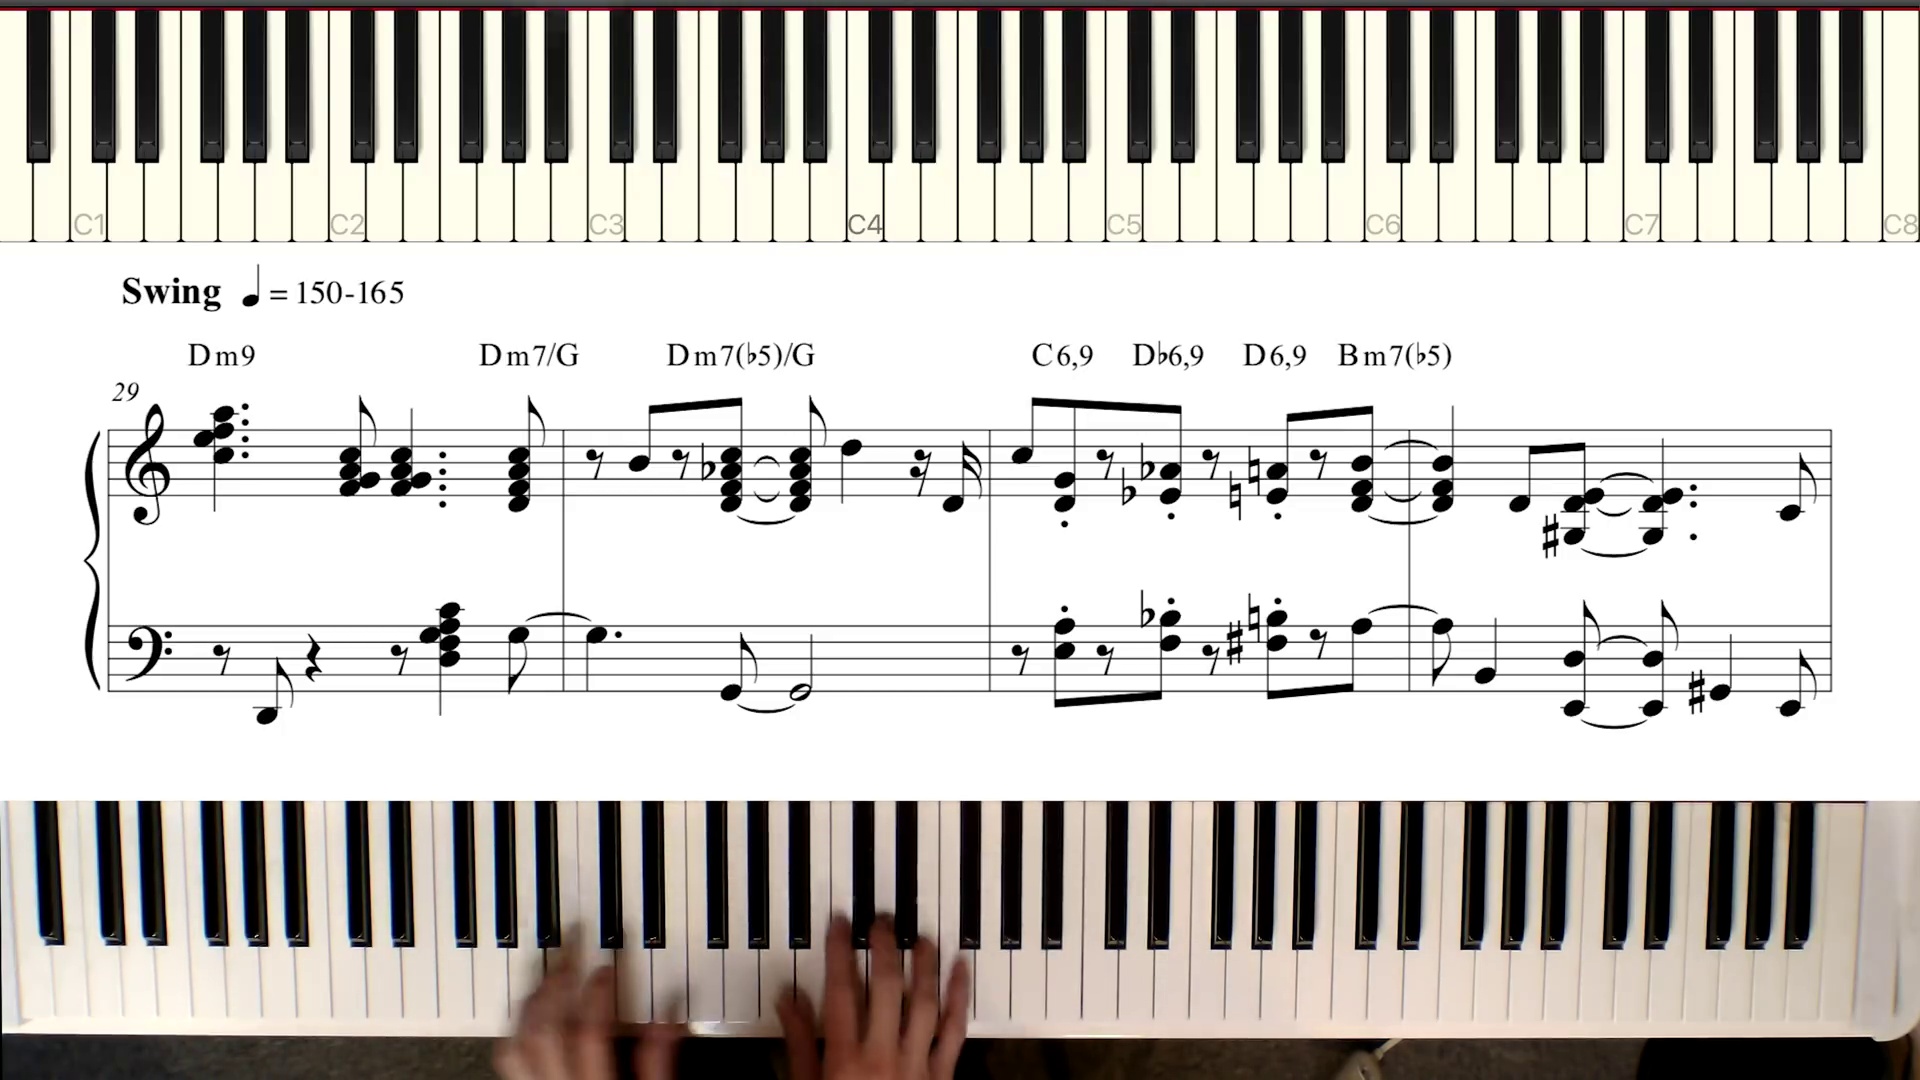 C1 C2 C3 C4 C5 C6 C7 C8
Swing ♩ = 150-165
Dm9 Dm7/G Dm7(♭5)/G C6,9 D♭6,9 D6,9 Bm7(♭5)
29